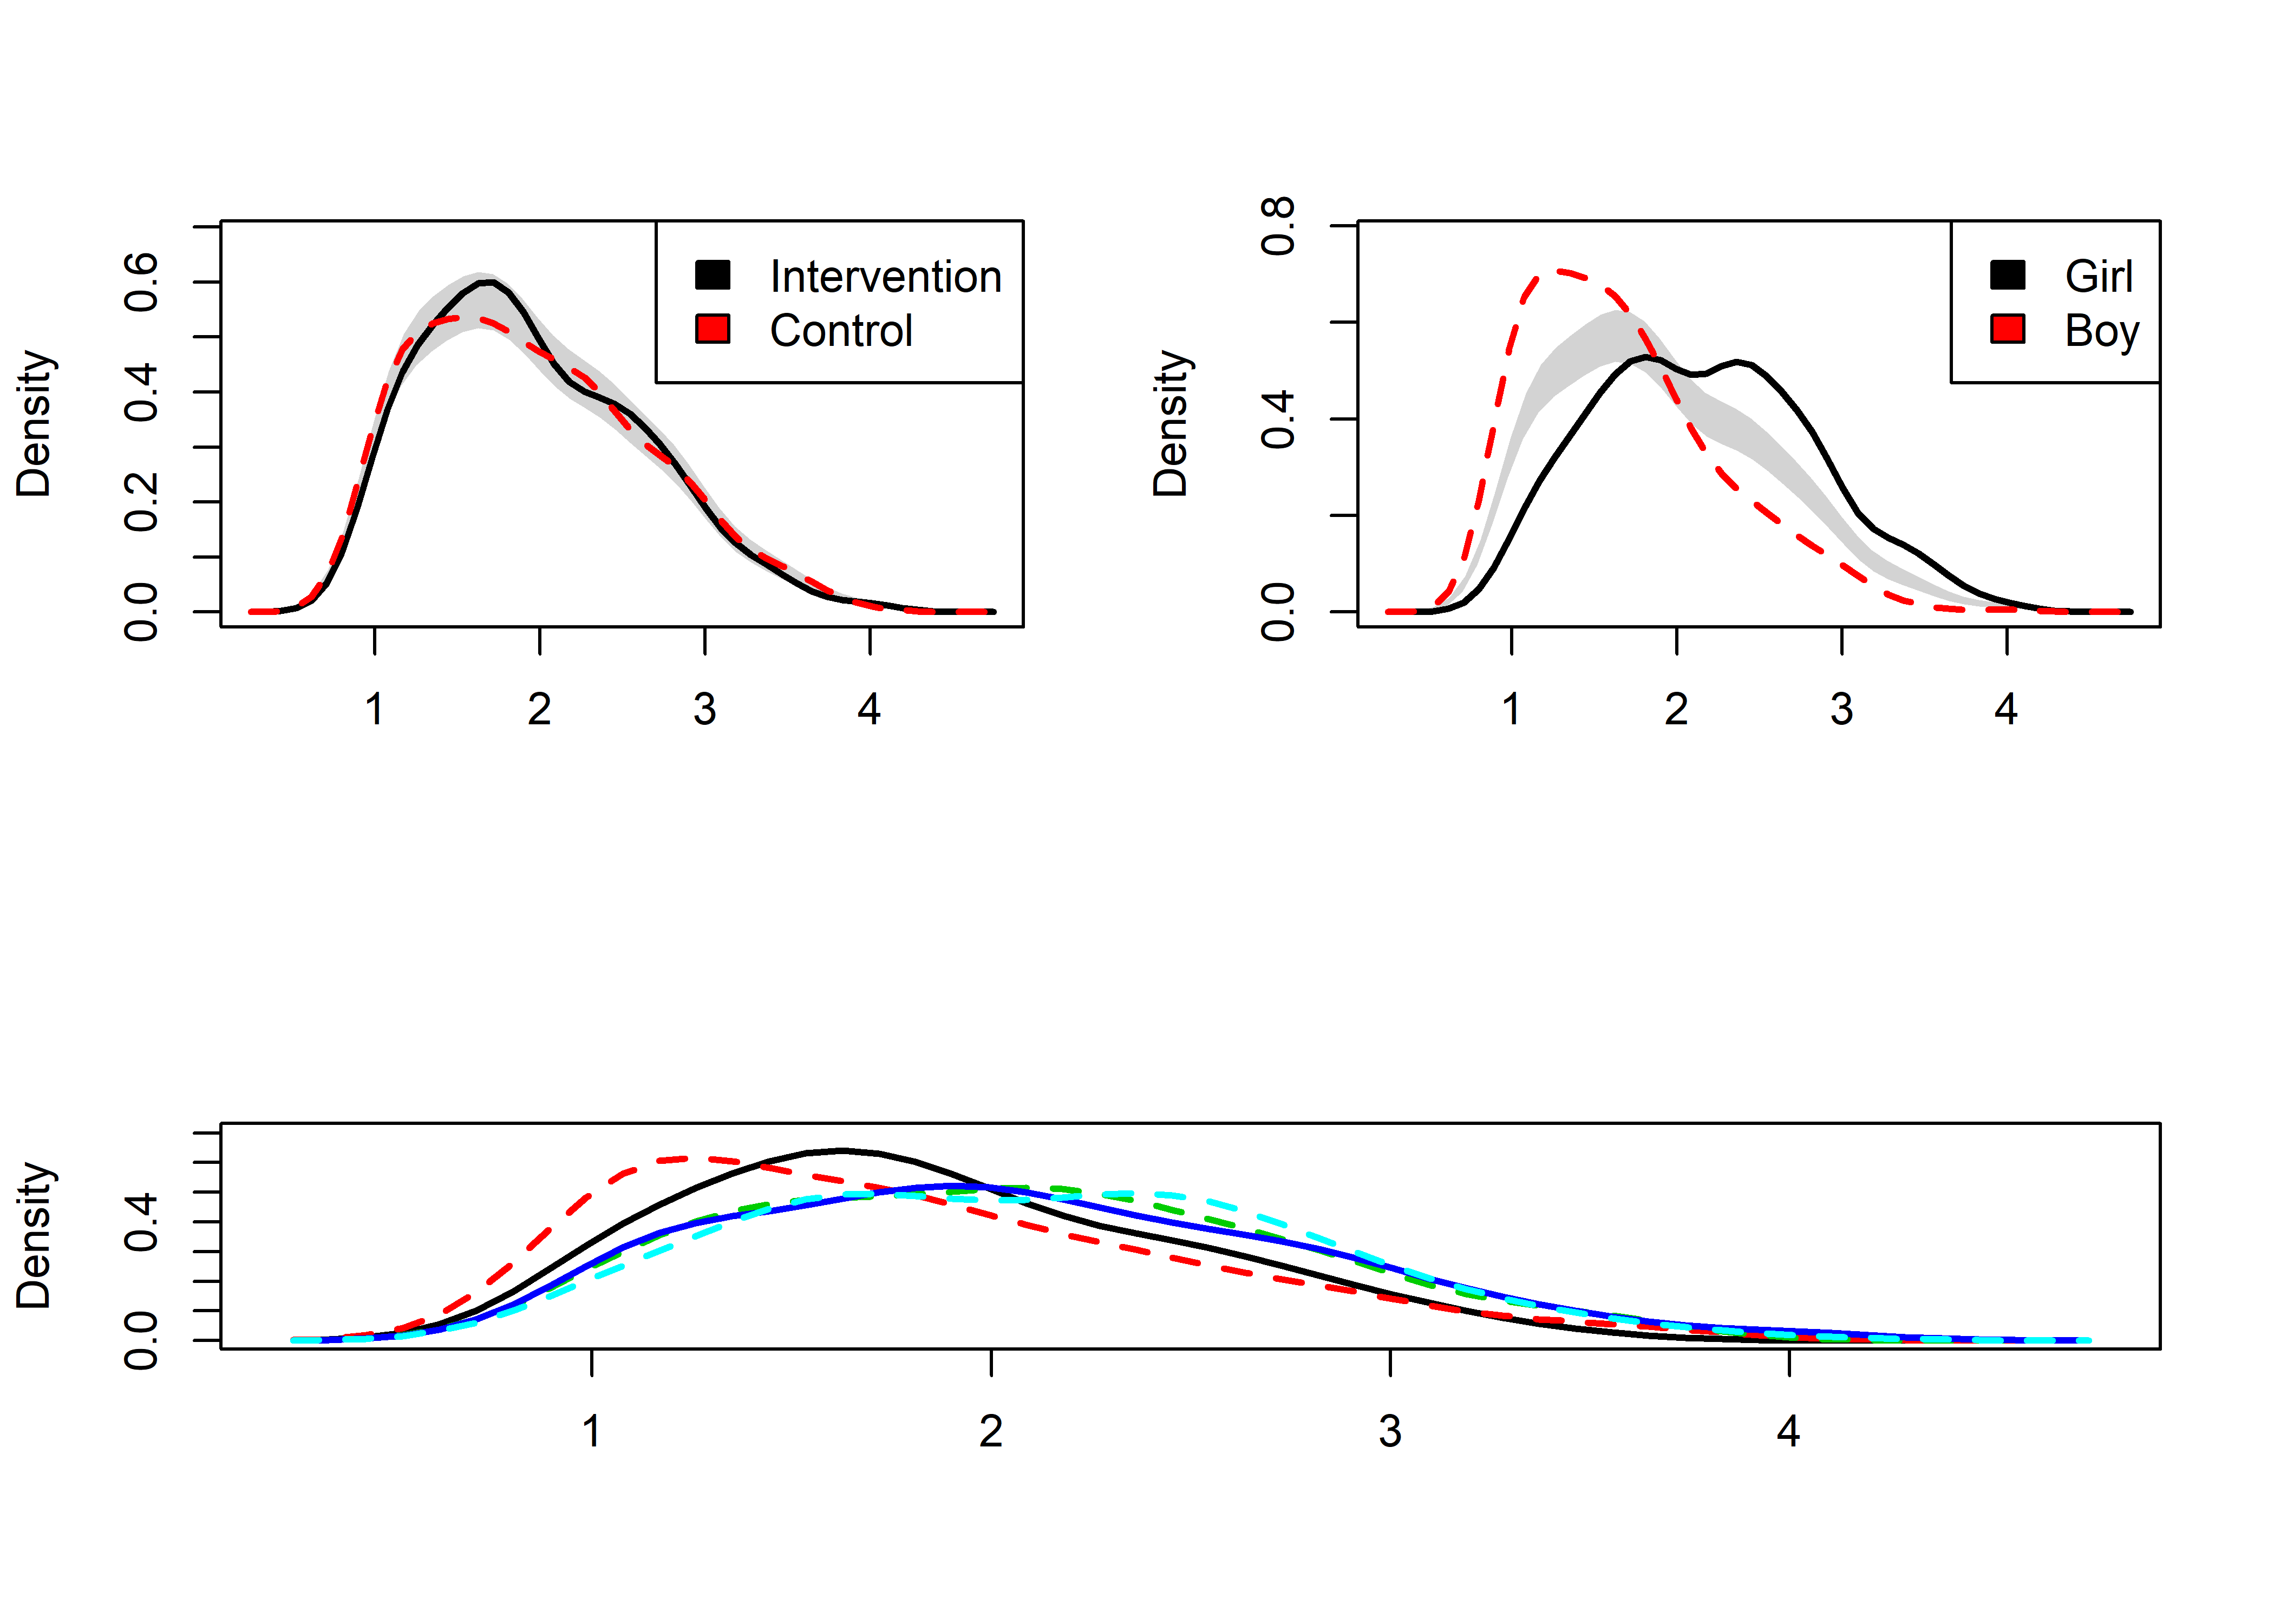 Density
0.0 0.2 0.4 0.6
1 2 3 4
Intervention
Control
Density
0.0 0.4 0.8
1 2 3 4
Girl
Boy
Density
0.0 0.4
1 2 3 4